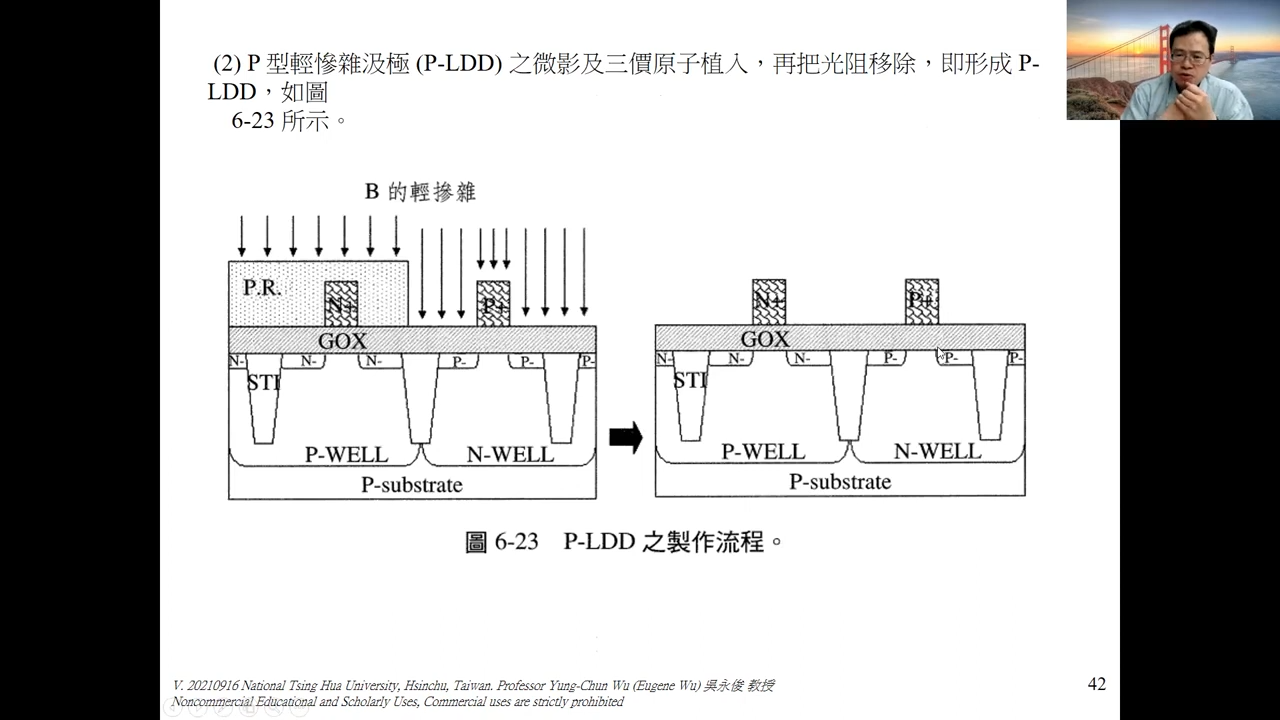 (2) P 型輕慘雜汲極 (P-LDD) 之微影及三價原子植入，再把光阻移除，即形成 P-
LDD，如圖
6-23 所示。
B 的輕摻雜
P.R.
N+
P+
GOX
N-
N-
N-
P-
P-
P-
STI
P-WELL
N-WELL
P-substrate
N+
P+
GOX
N-
N-
N-
P-
P-
P-
STI
P-WELL
N-WELL
P-substrate
圖 6-23 P-LDD 之製作流程。
V. 20210916 National Tsing Hua University, Hsinchu, Taiwan. Professor Yung-Chun Wu (Eugene Wu) 吳永俊 教授
Noncommercial Educational and Scholarly Uses, Commercial uses are strictly prohibited
42